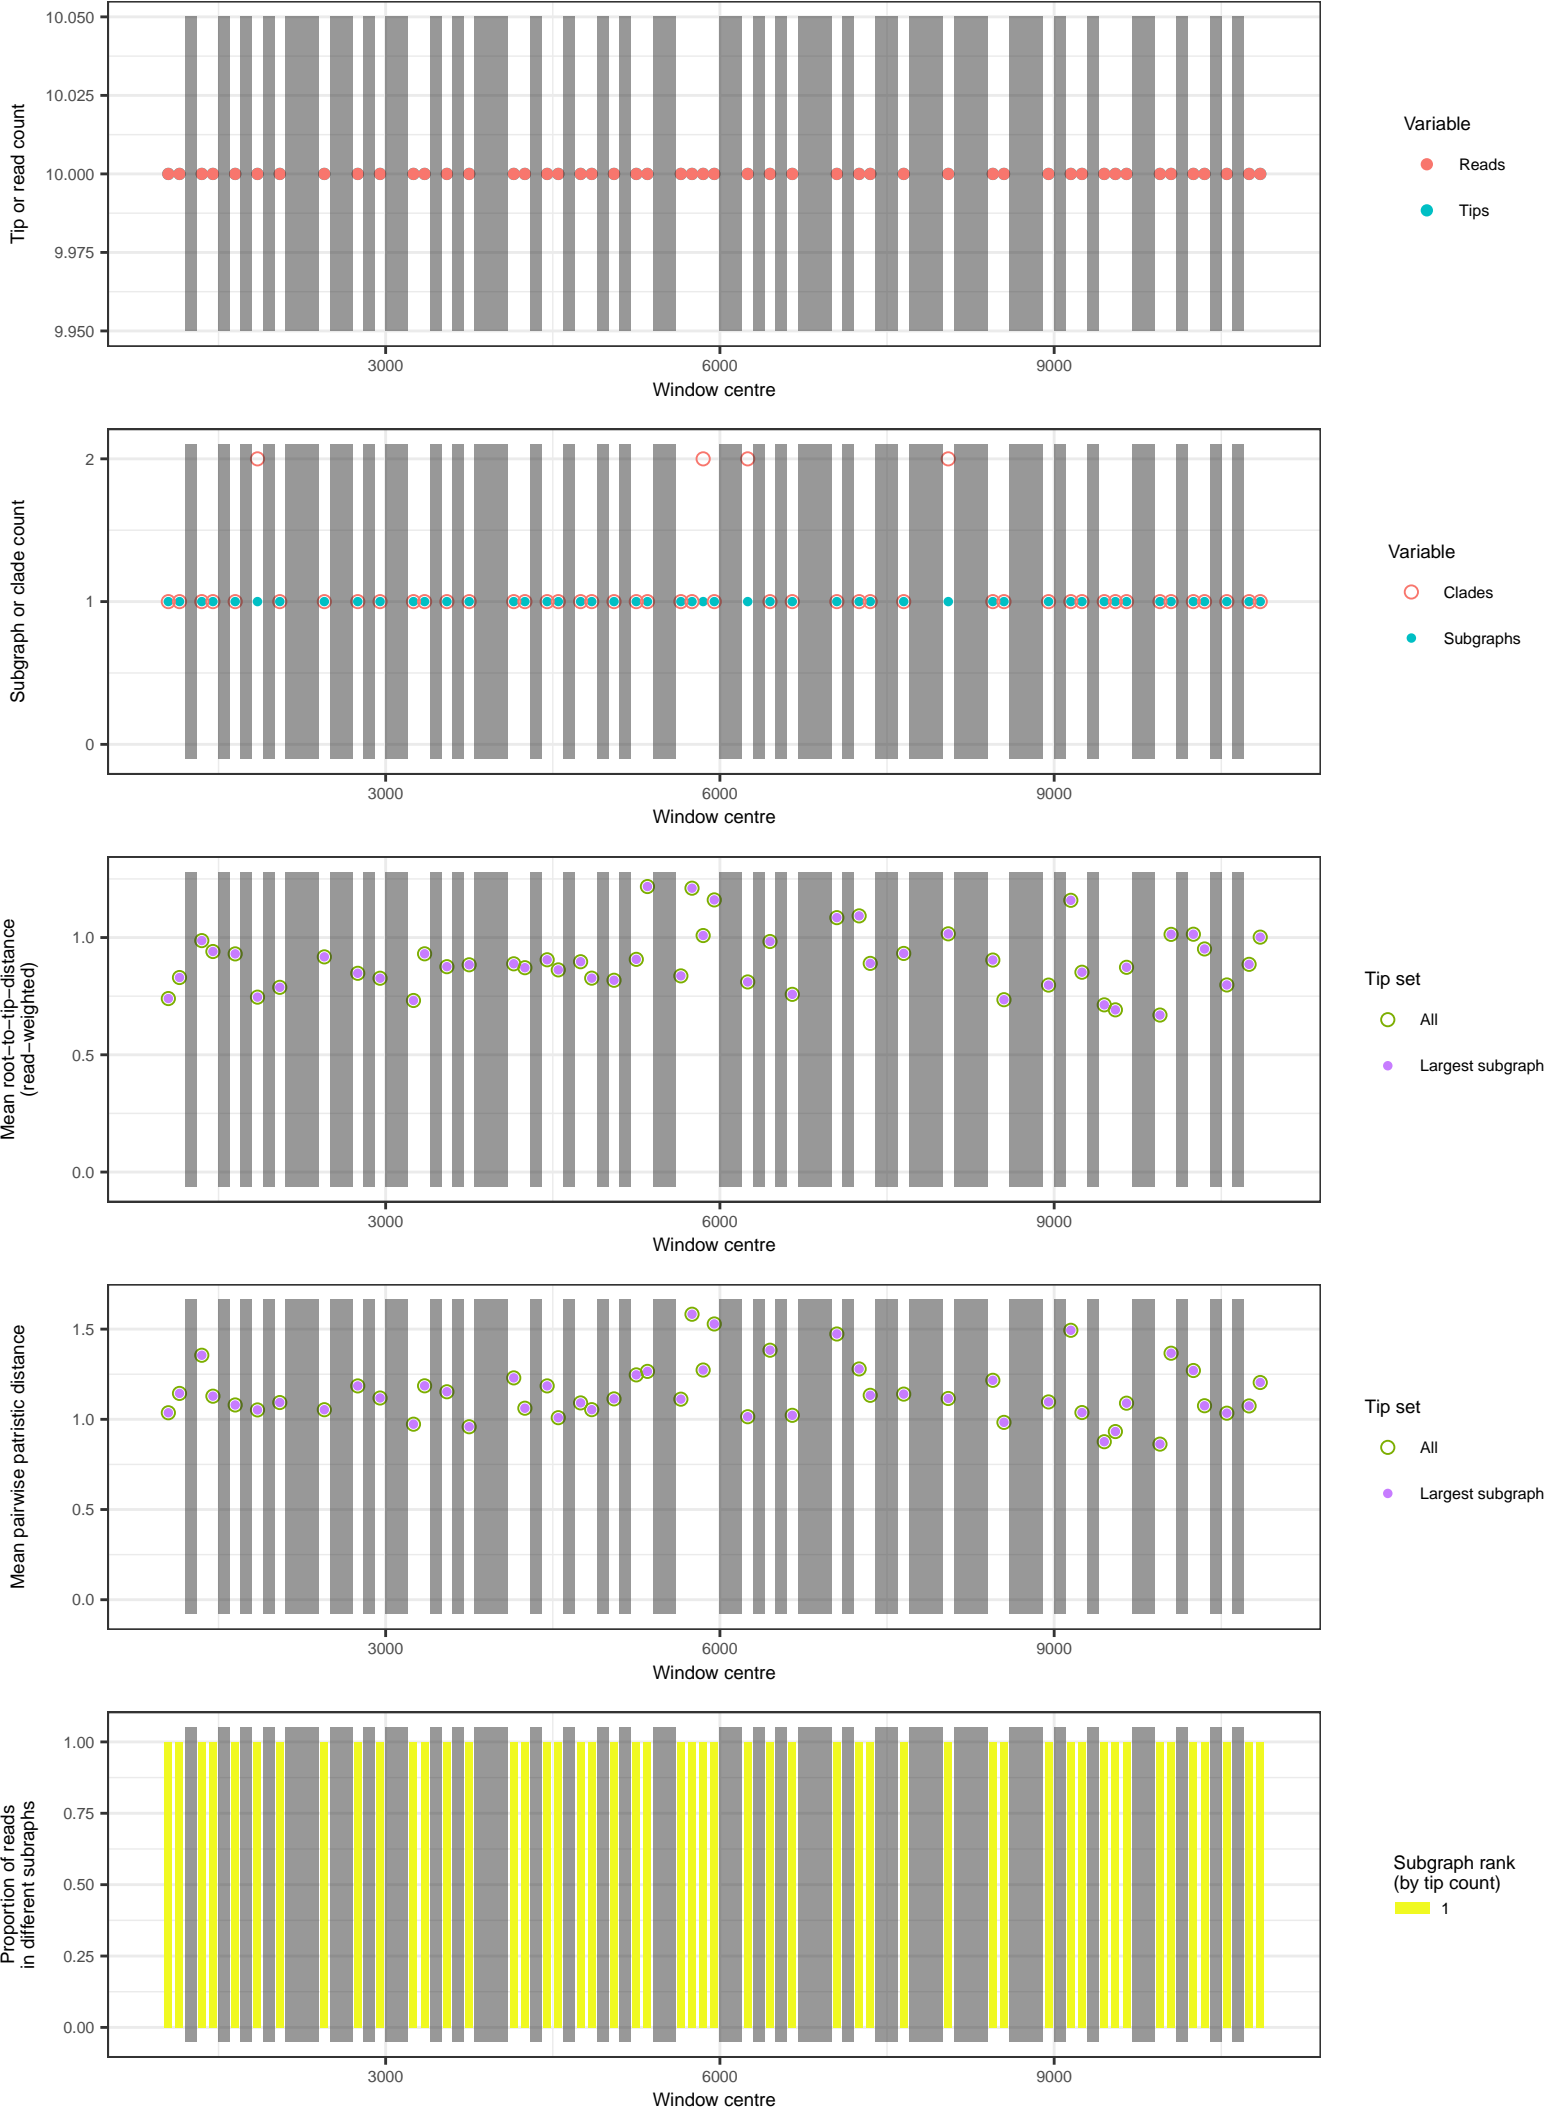 10.050
10.025
10.000
9.975
9.950
Tip or read count
3000
6000
9000
Window centre
Variable
Reads
Tips
2
1
0
Subgraph or clade count
3000
6000
9000
Window centre
Variable
Clades
Subgraphs
1.0
0.5
0.0
Mean root−to−tip−distance
(read−weighted)
3000
6000
9000
Window centre
Tip set
All
Largest subgraph
1.5
1.0
0.5
0.0
Mean pairwise patristic distance
3000
6000
9000
Window centre
Tip set
All
Largest subgraph
1.00
0.75
0.50
0.25
0.00
Proportion of reads
in different subraphs
3000
6000
9000
Window centre
Subgraph rank
(by tip count)
1